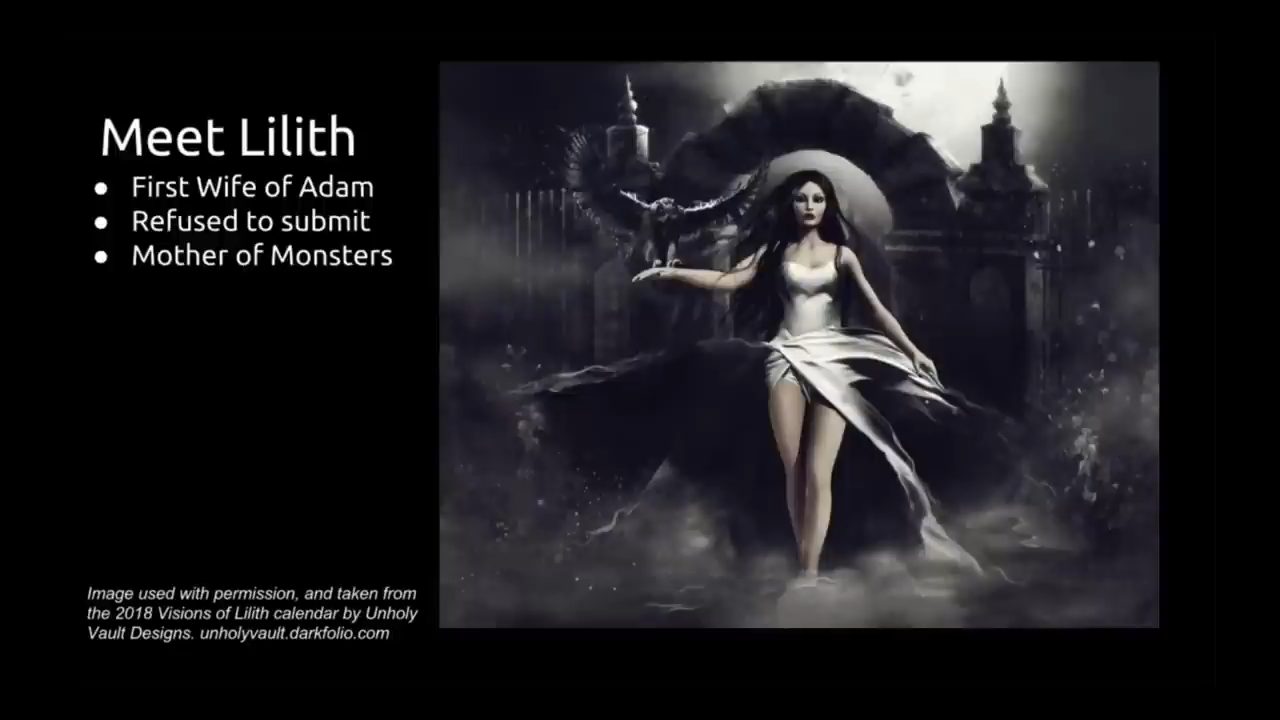 Meet Lilith
● First Wife of Adam
● Refused to submit
● Mother of Monsters
Image used with permission, and taken from
the 2018 Visions of Lilith calendar by Unholy
Vault Designs. unholyvault.darkfolio.com